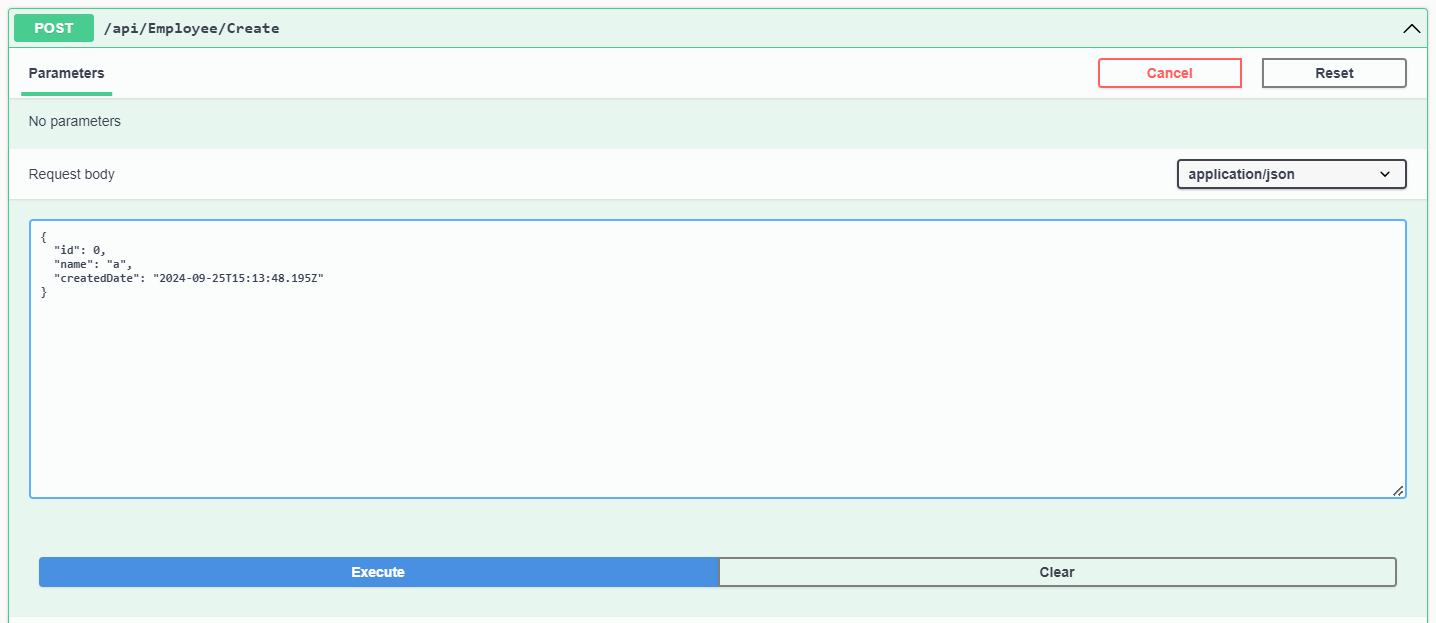 POST /api/Employee/Create
Parameters Cancel Reset
No parameters
Request body application/json
{
  "id": 0,
  "name": "a",
  "createdDate": "2024-09-25T15:13:48.195Z"
}
Execute Clear